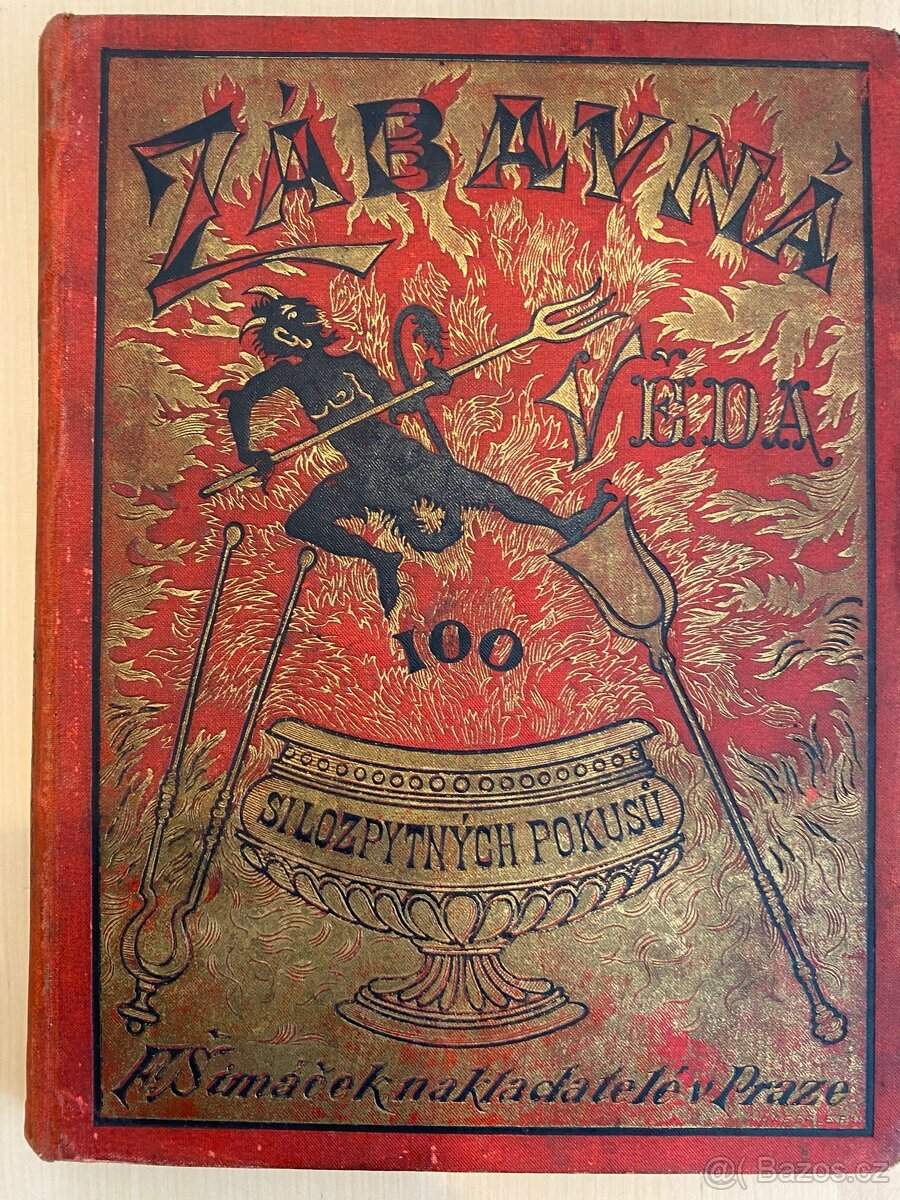 ZÁBAVNÁ
VĚDA
100
SILOZPYTNÝCH POKUSŮ
F. Šimáček nakladatelé v Praze
@( Bazos.cz